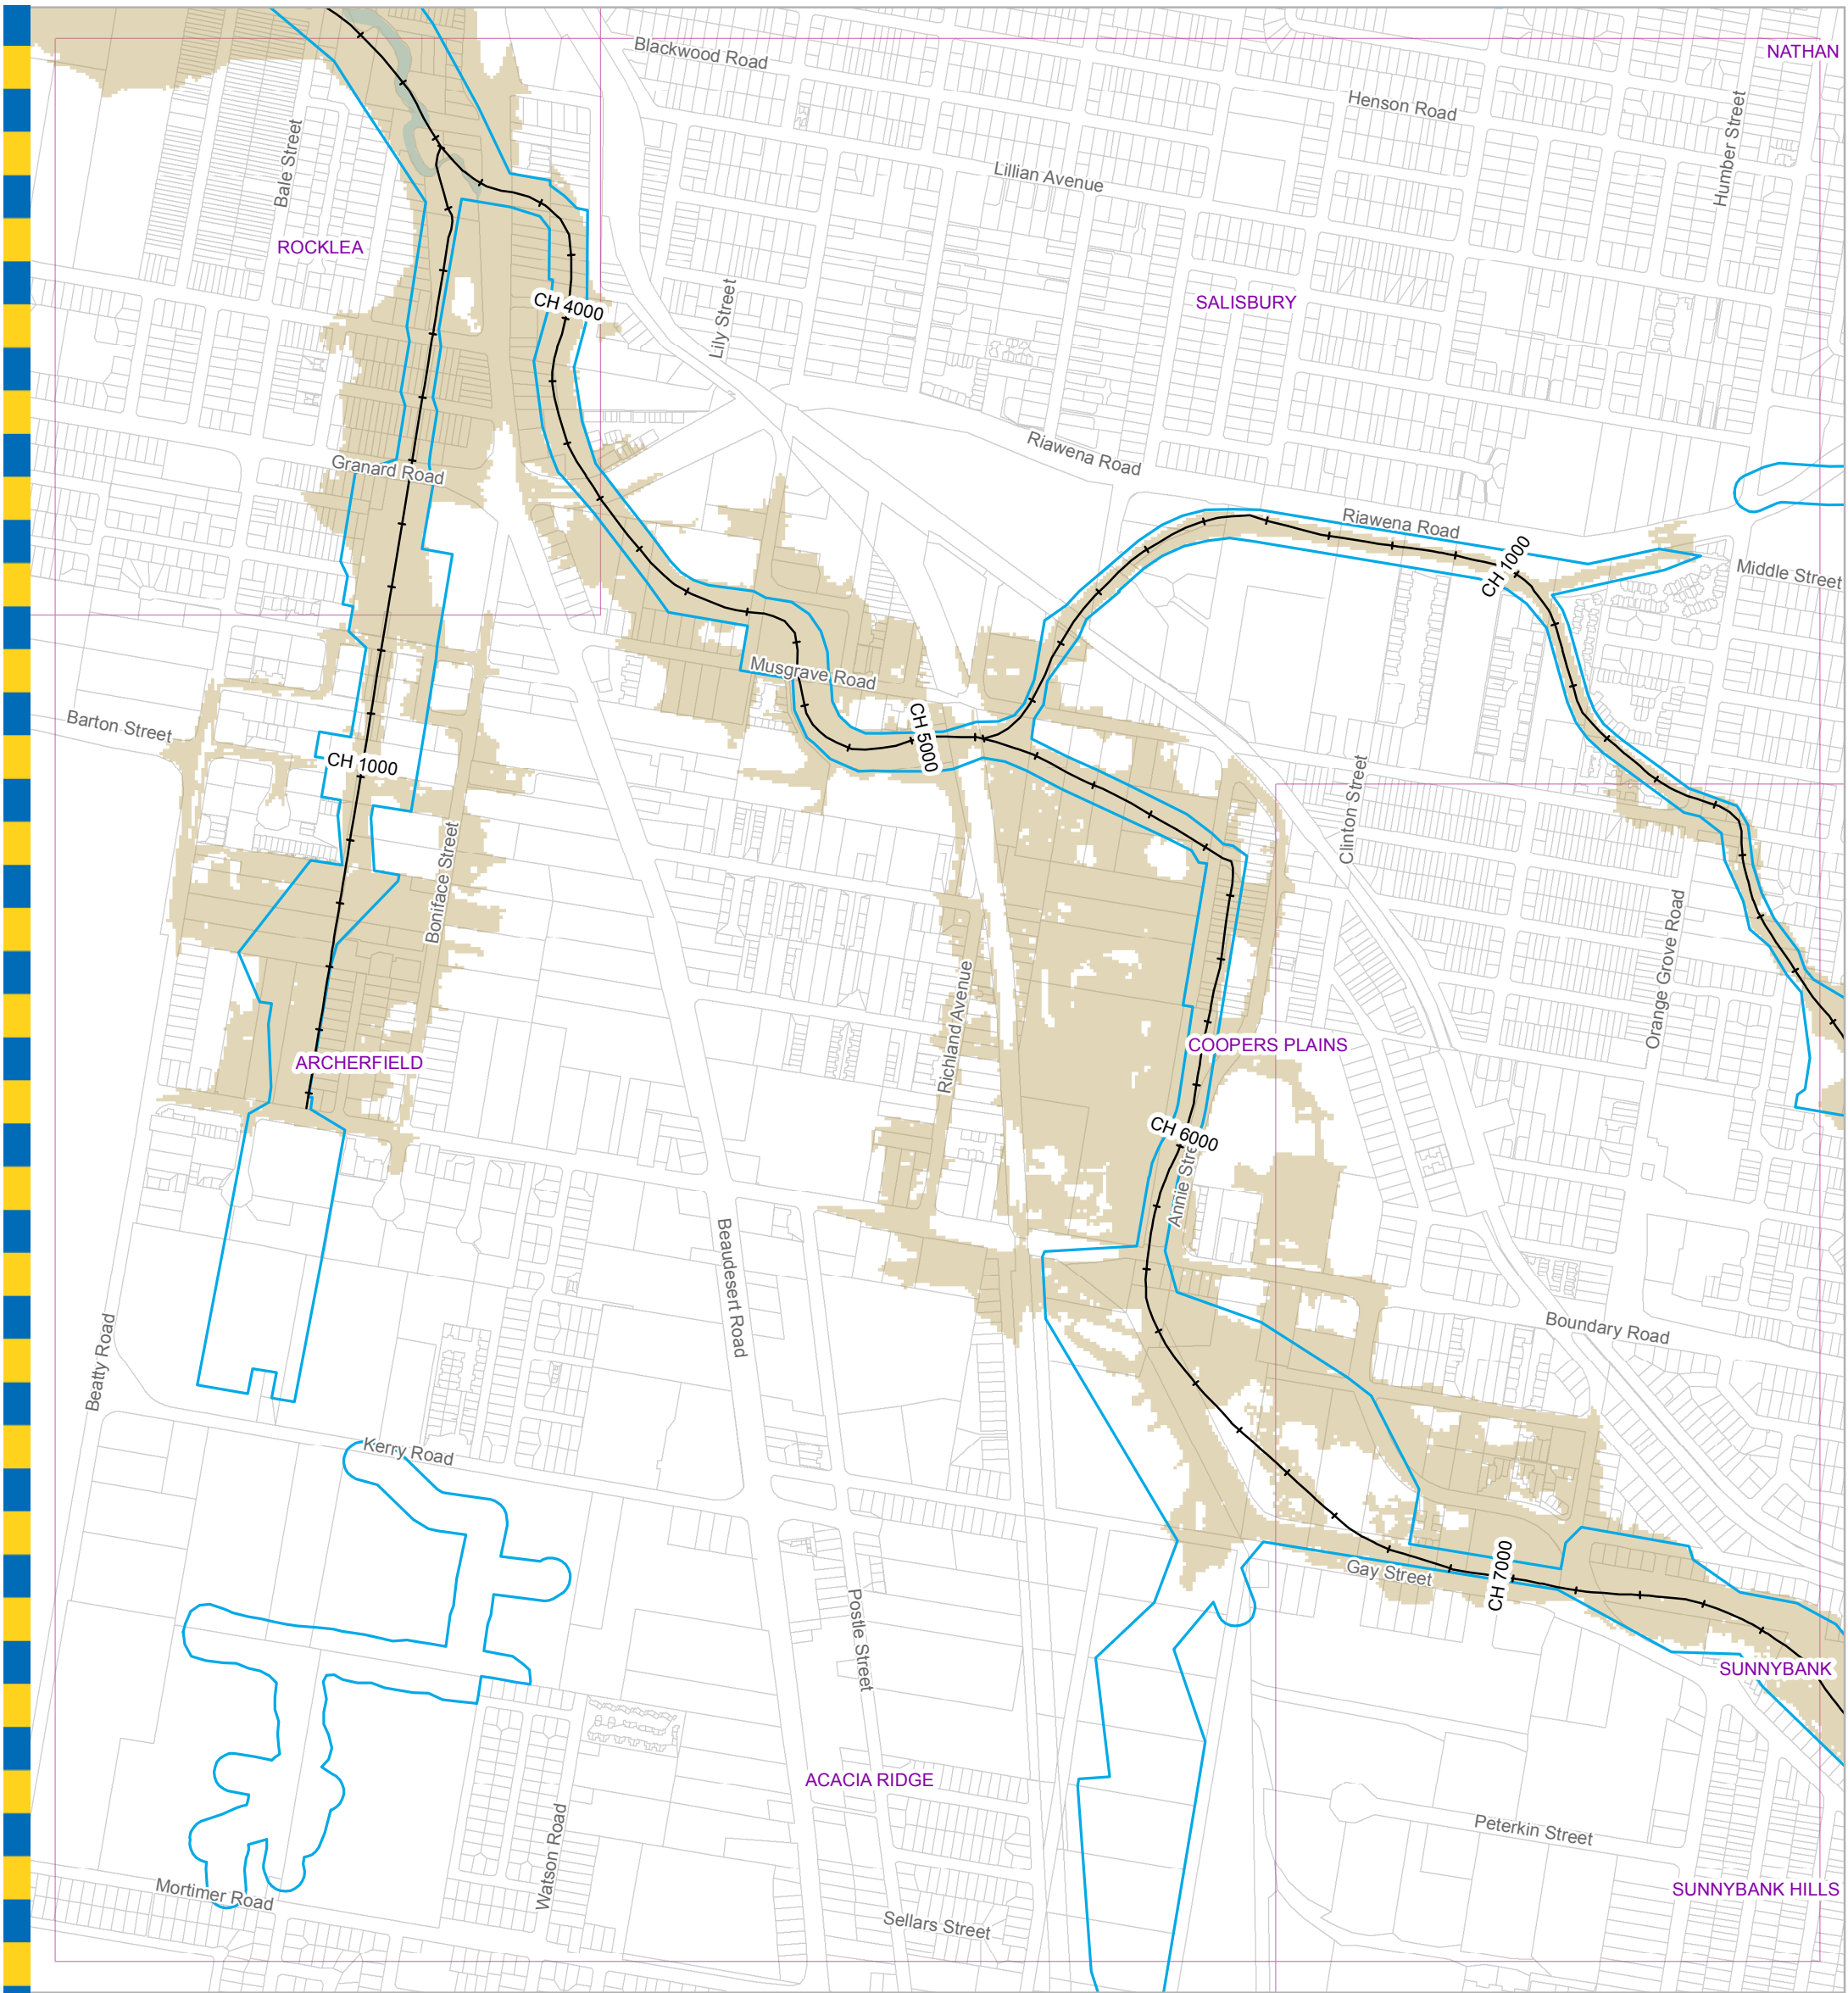 Blackwood Road
NATHAN
Henson Road
Humber Street
Bale Street
Lillian Avenue
ROCKLEA
SALISBURY
CH 4000
Lily Street
Riawena Road
Granard Road
Riawena Road
CH 1000
Middle Street
Musgrave Road
Barton Street
CH 5000
CH 1000
Clinton Street
Boniface Street
Orange Grove Road
Richland Avenue
COOPERS PLAINS
ARCHERFIELD
CH 6000
Annie Stre
Beaudesert Road
Boundary Road
Beatty Road
Kerry Road
Gay Street
CH 7000
Postle Street
SUNNYBANK
ACACIA RIDGE
Watson Road
Peterkin Street
Mortimer Road
SUNNYBANK HILLS
Sellars Street